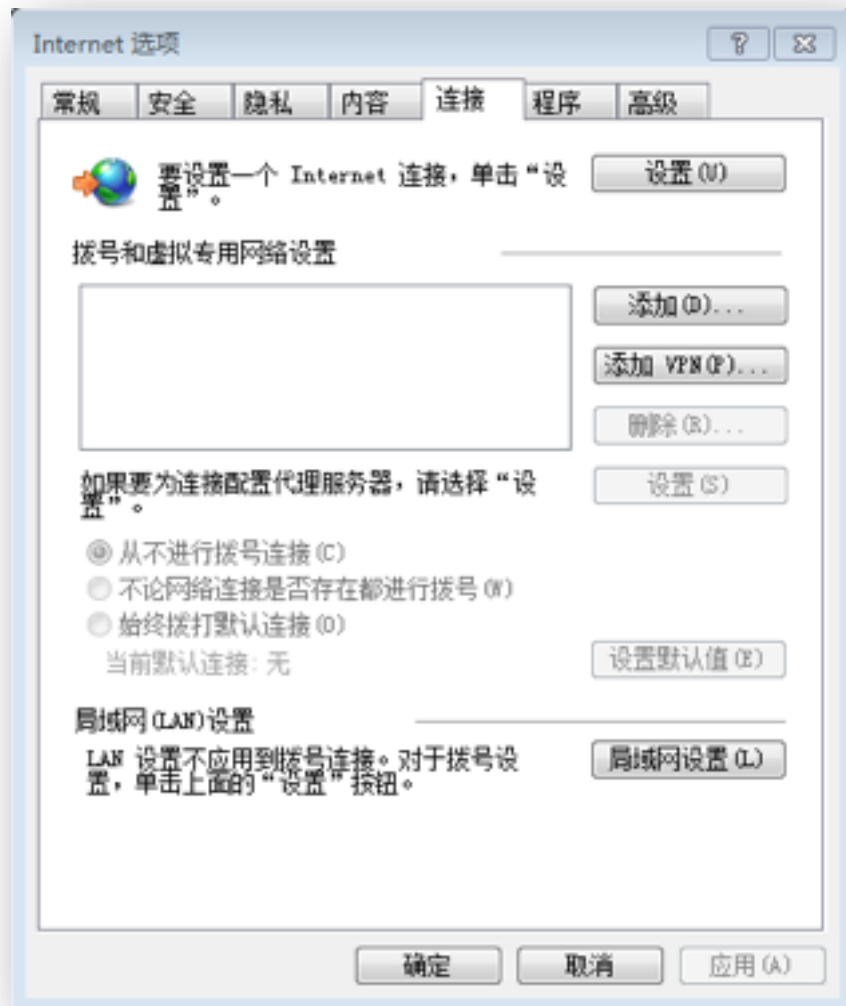 Internet 选项
常规 安全 隐私 内容 连接 程序 高级
要设置一个 Internet 连接，单击“设
置”。
设置(U)
拨号和虚拟专用网络设置
添加(D)...
添加 VPN(P)...
删除(R)...
如果要为连接配置代理服务器，请选择“设
置”。
设置(S)
从不进行拨号连接(C)
不论网络连接是否存在都进行拨号(W)
始终拨打默认连接(O)
当前默认连接: 无
设置默认值(E)
局域网(LAN)设置
LAN 设置不应用到拨号连接。对于拨号设
置，单击上面的“设置”按钮。
局域网设置(L)
确定 取消 应用(A)